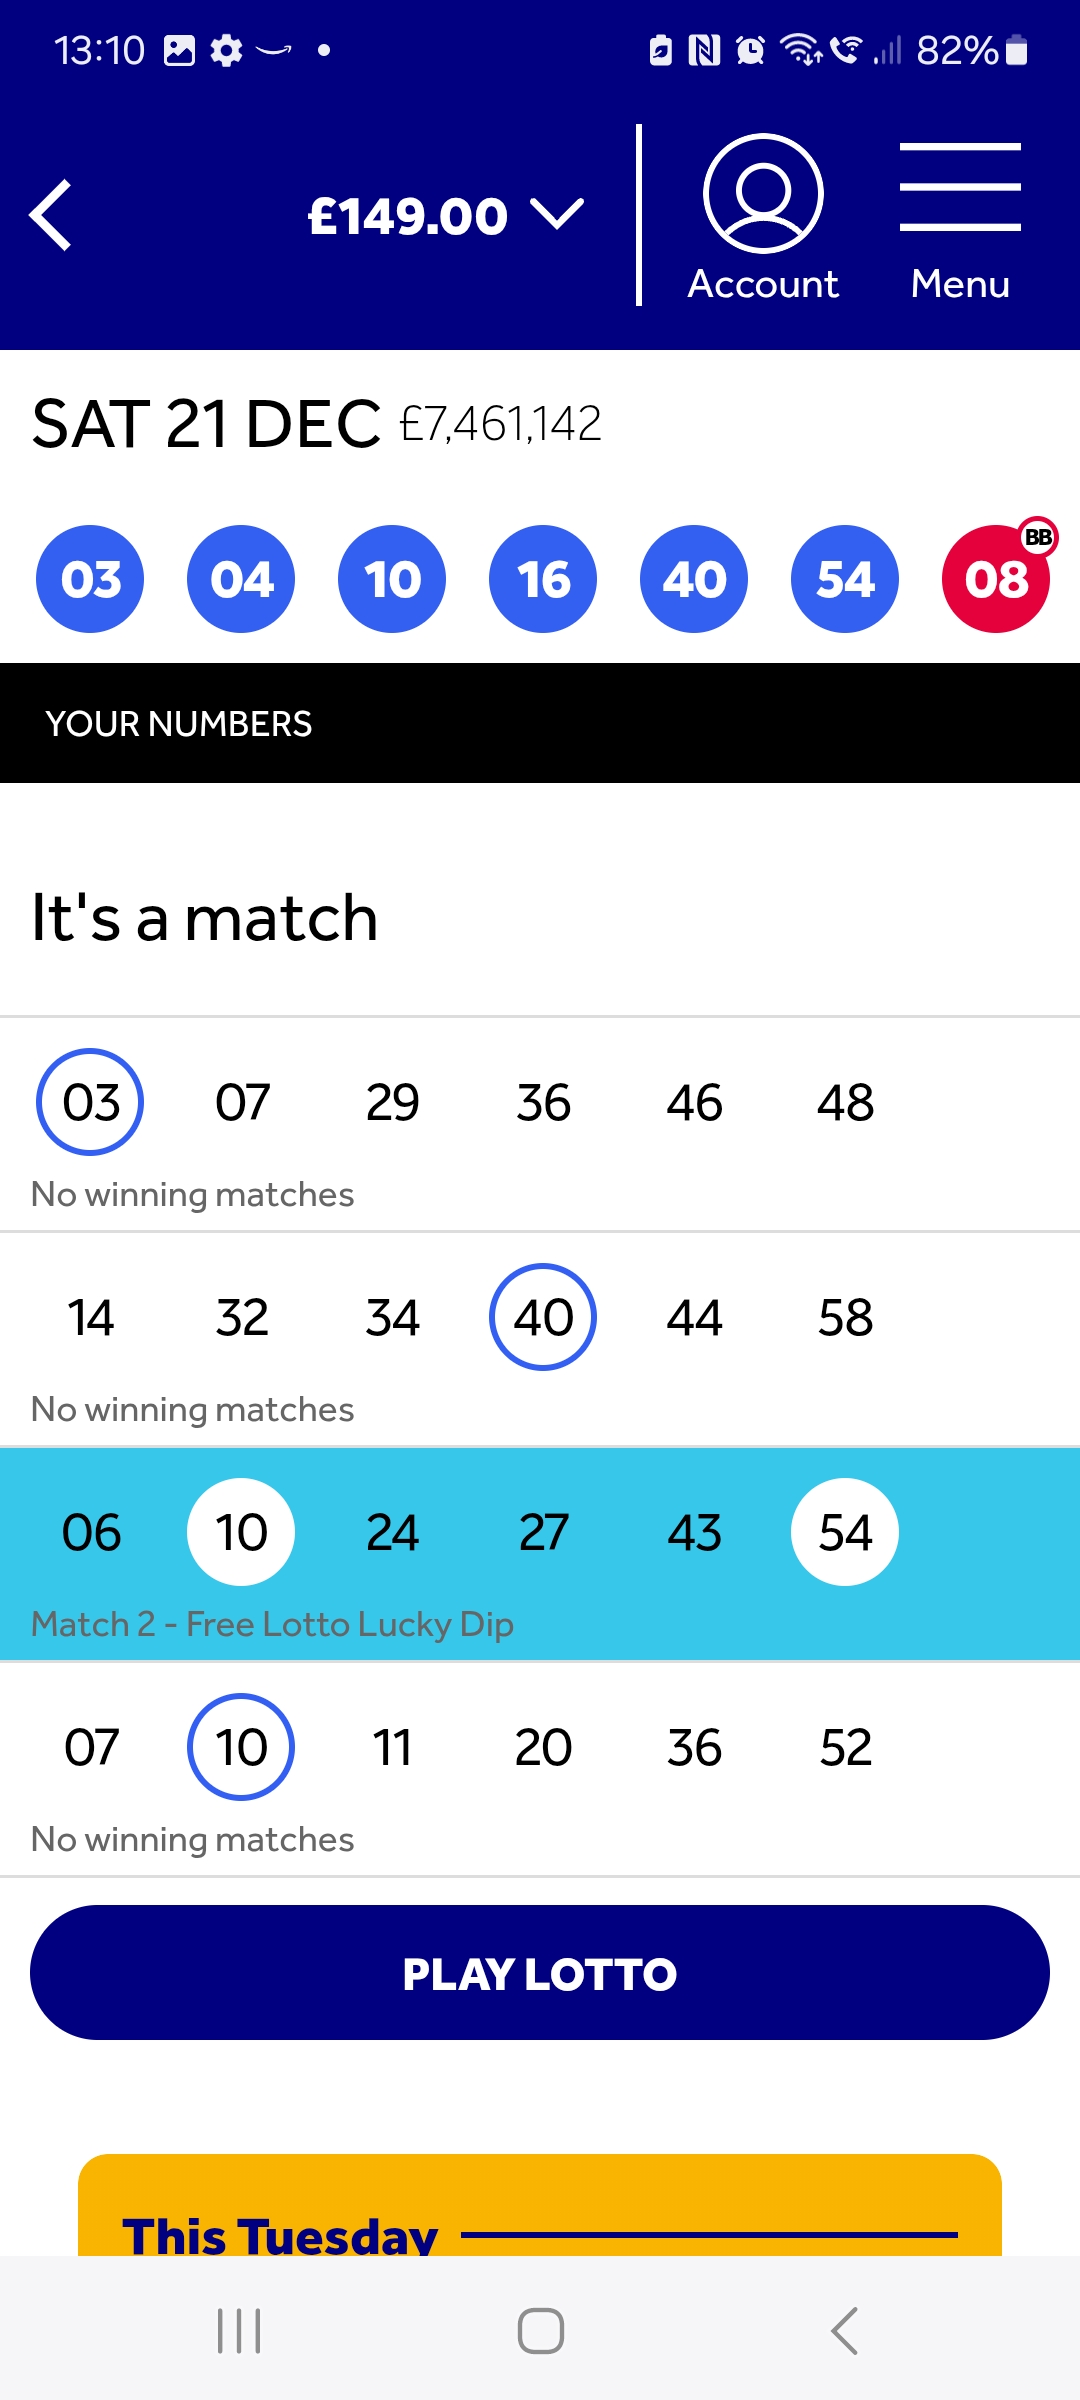 13:10 82%
£149.00
Account Menu
SAT 21 DEC £7,461,142
03 04 10 16 40 54 08 BB
YOUR NUMBERS
It's a match
03 07 29 36 46 48
No winning matches
14 32 34 40 44 58
No winning matches
06 10 24 27 43 54
Match 2 - Free Lotto Lucky Dip
07 10 11 20 36 52
No winning matches
PLAY LOTTO
This Tuesday